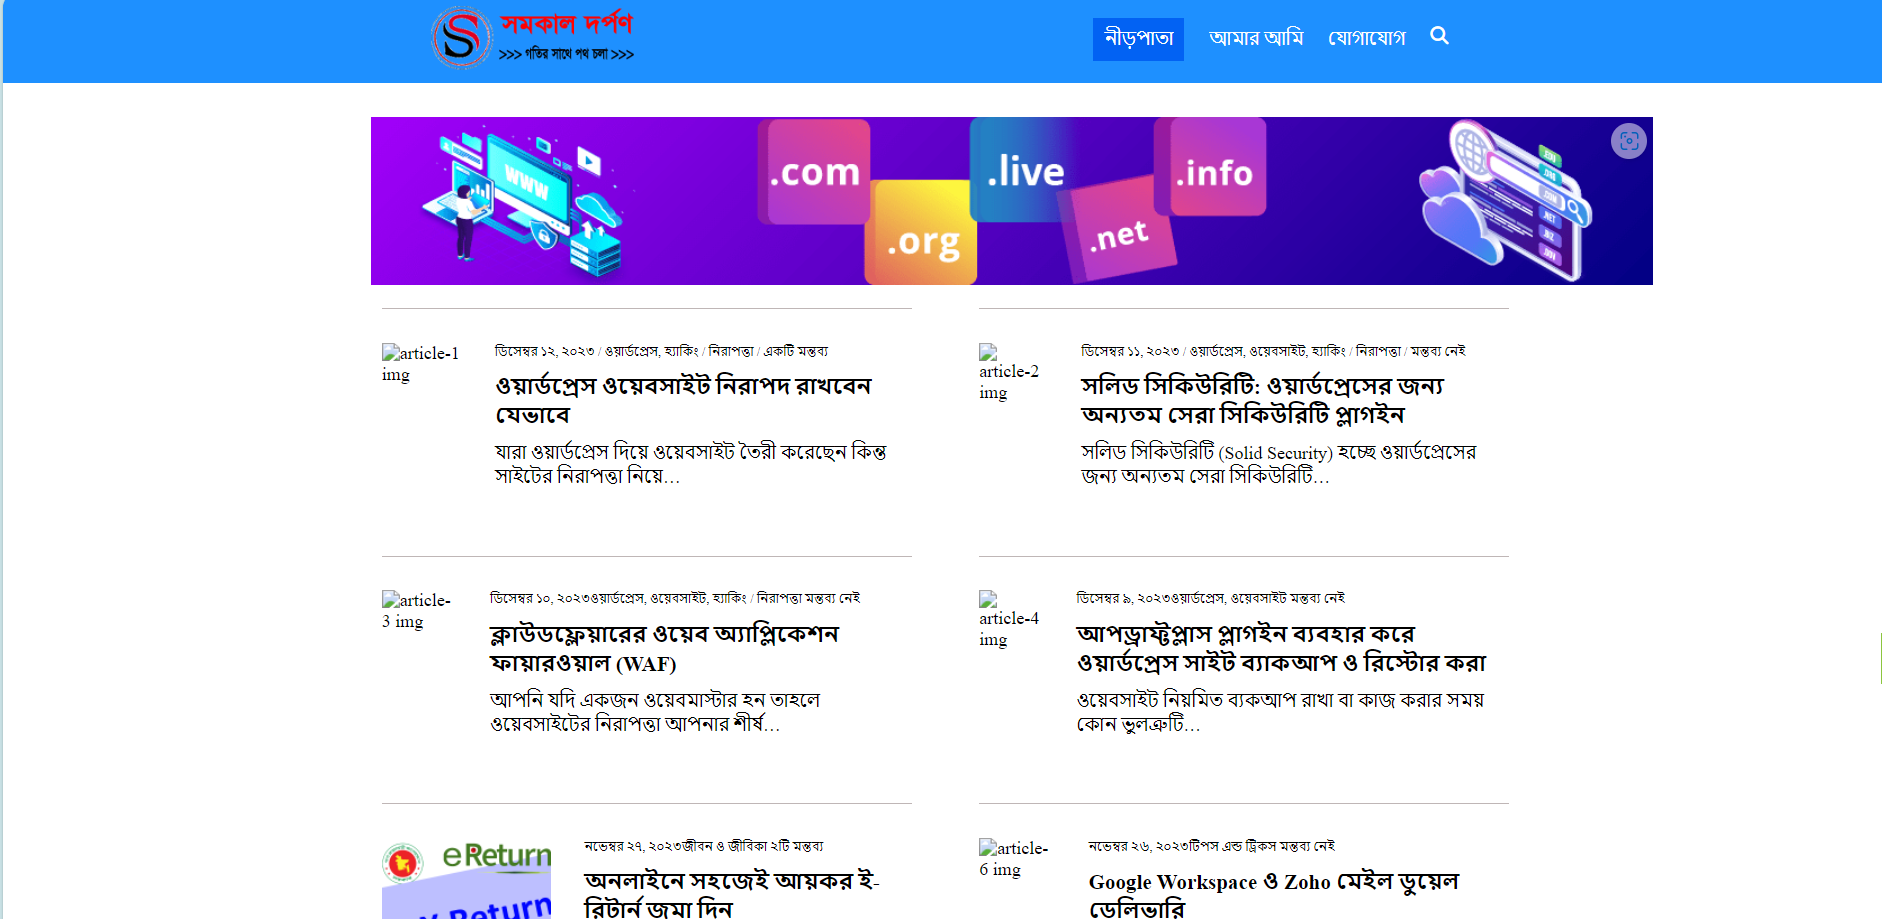 সমকাল দর্পণ
>>> গতির সাথে পথ চলা >>>
নীড়পাতা আমার আমি যোগাযোগ
www
.com
.org
.live
.net
.info
article-1
img
ডিসেম্বর ১২, ২০২৩ / ওয়ার্ডপ্রেস, হ্যাকিং / নিরাপত্তা / একটি মন্তব্য
ওয়ার্ডপ্রেস ওয়েবসাইট নিরাপদ রাখবেন
যেভাবে
যারা ওয়ার্ডপ্রেস দিয়ে ওয়েবসাইট তৈরী করেছেন কিন্ত
সাইটের নিরাপত্তা নিয়ে…
article-2
img
ডিসেম্বর ১১, ২০২৩ / ওয়ার্ডপ্রেস, ওয়েবসাইট, হ্যাকিং / নিরাপত্তা / মন্তব্য নেই
সলিড সিকিউরিটি: ওয়ার্ডপ্রেসের জন্য
অন্যতম সেরা সিকিউরিটি প্লাগইন
সলিড সিকিউরিটি (Solid Security) হচ্ছে ওয়ার্ডপ্রেসের
জন্য অন্যতম সেরা সিকিউরিটি…
article-
3 img
ডিসেম্বর ১০, ২০২৩ওয়ার্ডপ্রেস, ওয়েবসাইট, হ্যাকিং / নিরাপত্তা মন্তব্য নেই
ক্লাউডফ্লেয়ারের ওয়েব অ্যাপ্লিকেশন
ফায়ারওয়াল (WAF)
আপনি যদি একজন ওয়েবমাস্টার হন তাহলে
ওয়েবসাইটের নিরাপত্তা আপনার শীর্ষ…
article-4
img
ডিসেম্বর ৯, ২০২৩ওয়ার্ডপ্রেস, ওয়েবসাইট মন্তব্য নেই
আপড্রাফ্টপ্লাস প্লাগইন ব্যবহার করে
ওয়ার্ডপ্রেস সাইট ব্যাকআপ ও রিস্টোর করা
ওয়েবসাইট নিয়মিত ব্যকআপ রাখা বা কাজ করার সময়
কোন ভুলত্রুটি…
eReturn
Return
নভেম্বর ২৭, ২০২৩জীবন ও জীবিকা ২টি মন্তব্য
অনলাইনে সহজেই আয়কর ই-
রিটার্ন জমা দিন
article-
6 img
নভেম্বর ২৬, ২০২৩টিপস এন্ড ট্রিকস মন্তব্য নেই
Google Workspace ও Zoho মেইল ডুয়েল
ডেলিভারি